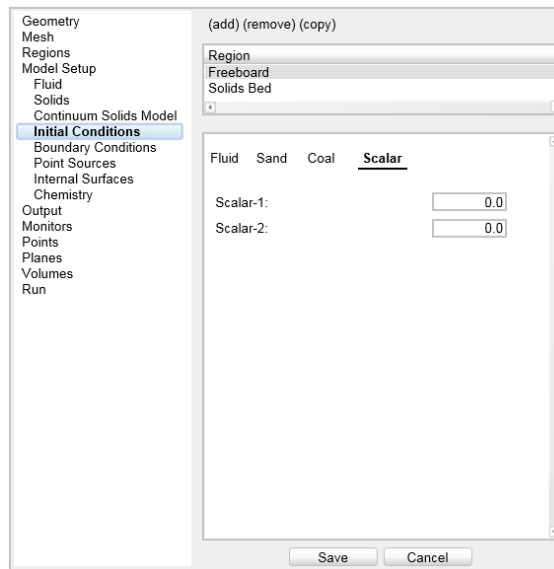 Geometry
Mesh
Regions
Model Setup
Fluid
Solids
Continuum Solids Model
Initial Conditions
Boundary Conditions
Point Sources
Internal Surfaces
Chemistry
Output
Monitors
Points
Planes
Volumes
Run
(add) (remove) (copy)
Region
Freeboard
Solids Bed
Fluid Sand Coal Scalar
Scalar-1: 0.0
Scalar-2: 0.0
Save Cancel